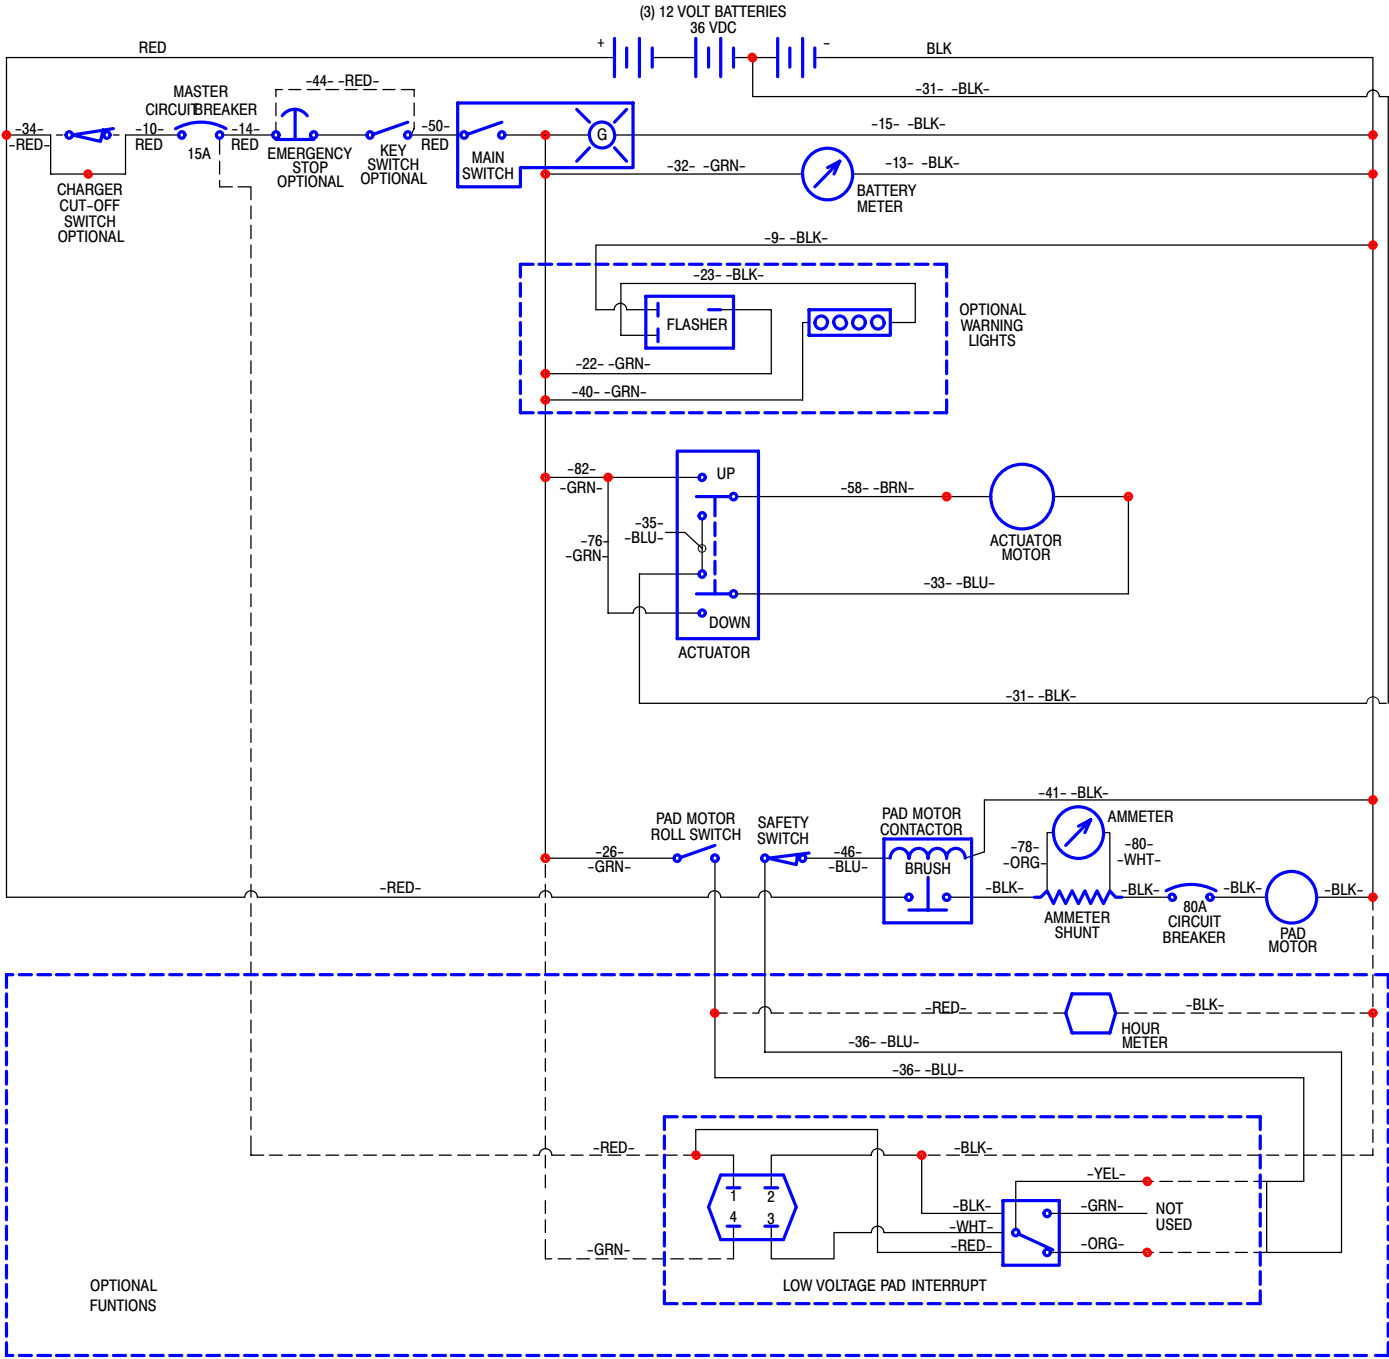 (3) 12 VOLT BATTERIES
36 VDC
+
-
RED
BLK
-31- -BLK-
-44- -RED-
MASTER
CIRCUIT BREAKER
15A
-34-
-RED-
-10-
RED
-14-
RED
CHARGER
CUT-OFF
SWITCH
OPTIONAL
EMERGENCY
STOP
OPTIONAL
KEY
SWITCH
OPTIONAL
-50-
RED
MAIN
SWITCH
G
-15- -BLK-
-32- -GRN-
-13- -BLK-
BATTERY
METER
-9- -BLK-
-23- -BLK-
FLASHER
OPTIONAL
WARNING
LIGHTS
-22- -GRN-
-40- -GRN-
-82-
-GRN-
UP
-35-
-BLU-
-76-
-GRN-
-58- -BRN-
ACTUATOR
MOTOR
-33- -BLU-
DOWN
ACTUATOR
-31- -BLK-
-41- -BLK-
PAD MOTOR
ROLL SWITCH
SAFETY
SWITCH
PAD MOTOR
CONTACTOR
AMMETER
-26-
-GRN-
-46-
-BLU-
BRUSH
-78-
-ORG-
-80-
-WHT-
-RED-
-BLK-
AMMETER
SHUNT
-BLK-
80A
CIRCUIT
BREAKER
-BLK-
PAD
MOTOR
-BLK-
-RED-
HOUR
METER
-BLK-
-36- -BLU-
-36- -BLU-
-RED-
-BLK-
1
2
4
3
-YEL-
-BLK-
-GRN-
NOT
USED
-WHT-
-RED-
-ORG-
-GRN-
LOW VOLTAGE PAD INTERRUPT
OPTIONAL
FUNTIONS